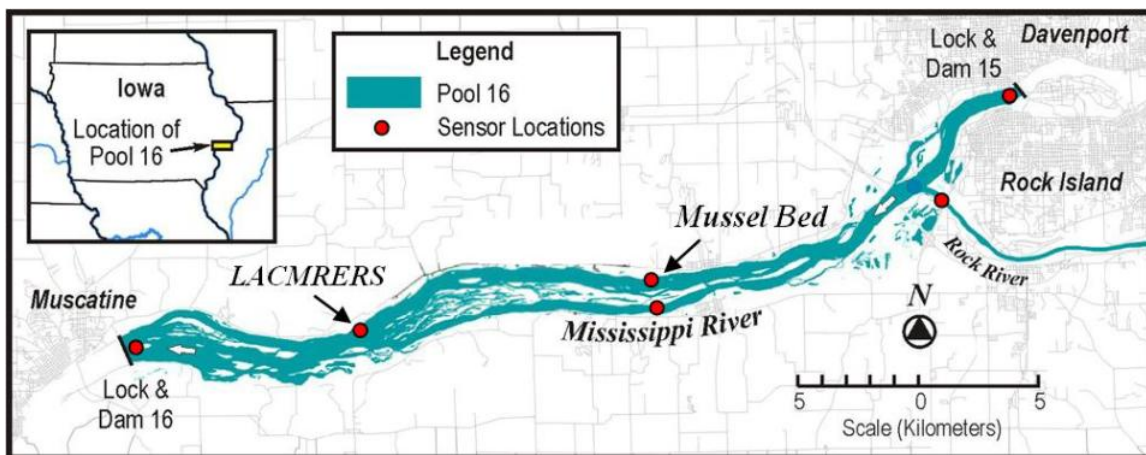 Iowa
Location of
Pool 16
Legend
Pool 16
Sensor Locations
Lock &
Dam 15
Davenport
Rock Island
Rock River
Mussel Bed
LACMRERS
Muscatine
Mississippi River
N
Lock &
Dam 16
5 0 5
Scale (Kilometers)